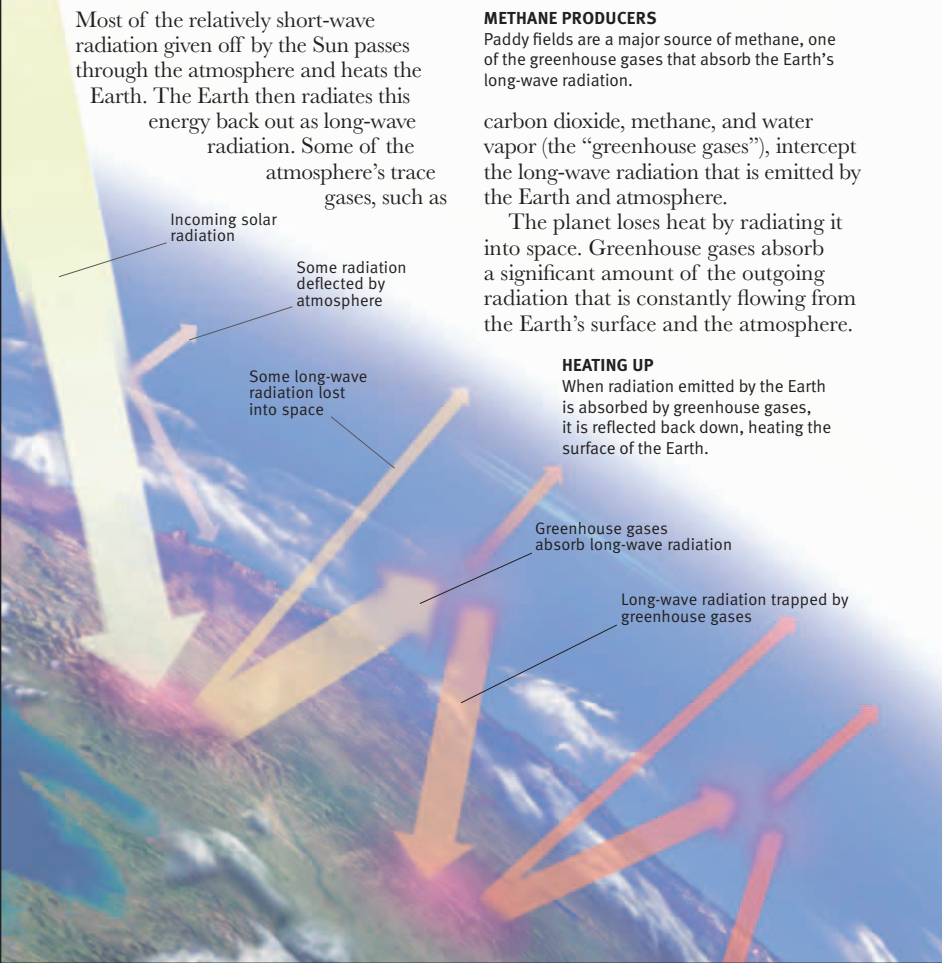 Most of the relatively short-wave
radiation given off by the Sun passes
through the atmosphere and heats the
Earth. The Earth then radiates this
energy back out as long-wave
radiation. Some of the
atmosphere's trace
gases, such as
METHANE PRODUCERS
Paddy fields are a major source of methane, one
of the greenhouse gases that absorb the Earth's
long-wave radiation.
carbon dioxide, methane, and water
vapor (the “greenhouse gases”), intercept
the long-wave radiation that is emitted by
the Earth and atmosphere.
The planet loses heat by radiating it
into space. Greenhouse gases absorb
a significant amount of the outgoing
radiation that is constantly flowing from
the Earth's surface and the atmosphere.
Incoming solar
radiation
Some radiation
deflected by
atmosphere
Some long-wave
radiation lost
into space
HEATING UP
When radiation emitted by the Earth
is absorbed by greenhouse gases,
it is reflected back down, heating the
surface of the Earth.
Greenhouse gases
absorb long-wave radiation
Long-wave radiation trapped by
greenhouse gases